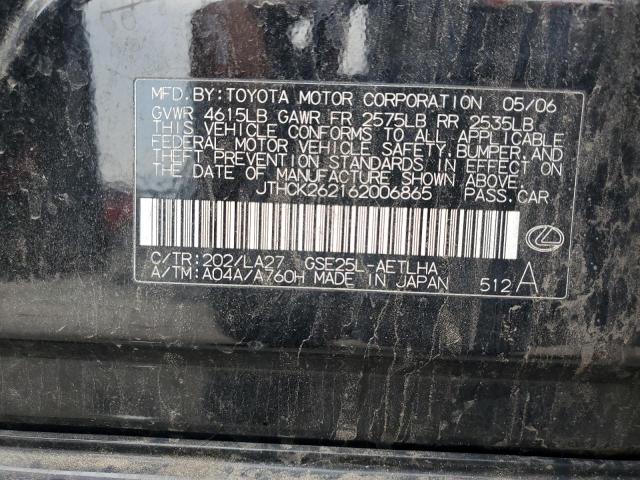 MFD.BY:TOYOTA MOTOR CORPORATION 05/06
GVWR 4615LB GAWR FR 2575LB RR 2535LB
THIS VEHICLE CONFORMS TO ALL APPLICABLE
FEDERAL MOTOR VEHICLE SAFETY,BUMPER,AND
THEFT PREVENTION STANDARDS IN EFFECT ON
THE DATE OF MANUFACTURE SHOWN ABOVE.
JTHCK262162006865 PASS.CAR
C/TR:202/LA27 GSE25L-AETLHA
A/TM:A04A/A760H MADE IN JAPAN 512A